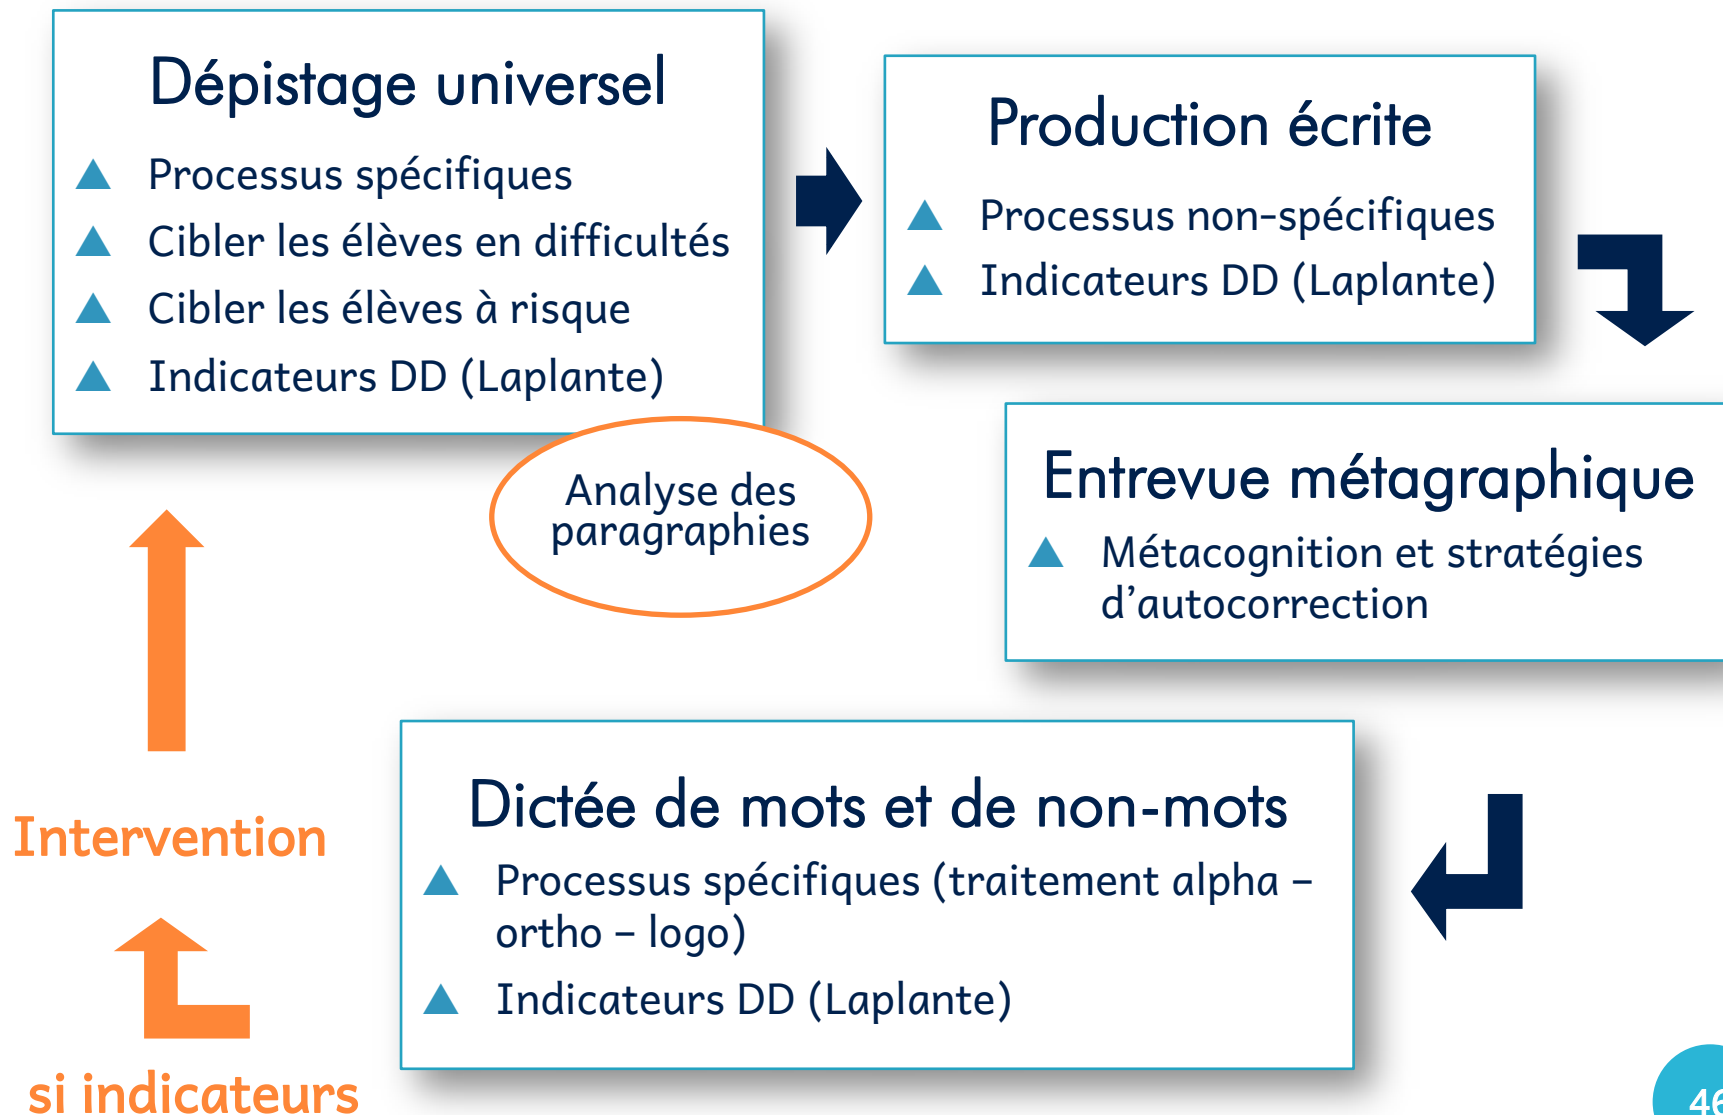 Dépistage universel
Processus spécifiques
Cibler les élèves en difficultés
Cibler les élèves à risque
Indicateurs DD (Laplante)
Production écrite
Processus non-spécifiques
Indicateurs DD (Laplante)
Analyse des
paragraphies
Entrevue métagraphique
Métacognition et stratégies
d’autocorrection
Dictée de mots et de non-mots
Processus spécifiques (traitement alpha –
ortho – logo)
Indicateurs DD (Laplante)
Intervention
si indicateurs
46